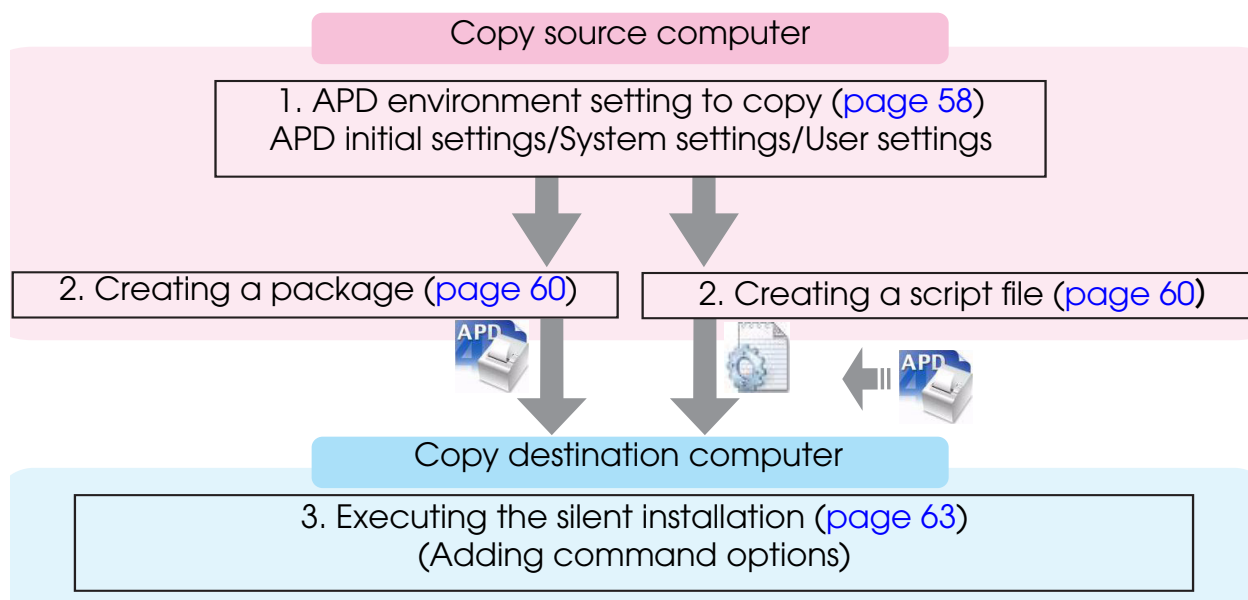 Copy source computer
1. APD environment setting to copy (page 58)
APD initial settings/System settings/User settings
2. Creating a package (page 60)
2. Creating a script file (page 60)
APD
APD
Copy destination computer
3. Executing the silent installation (page 63)
(Adding command options)